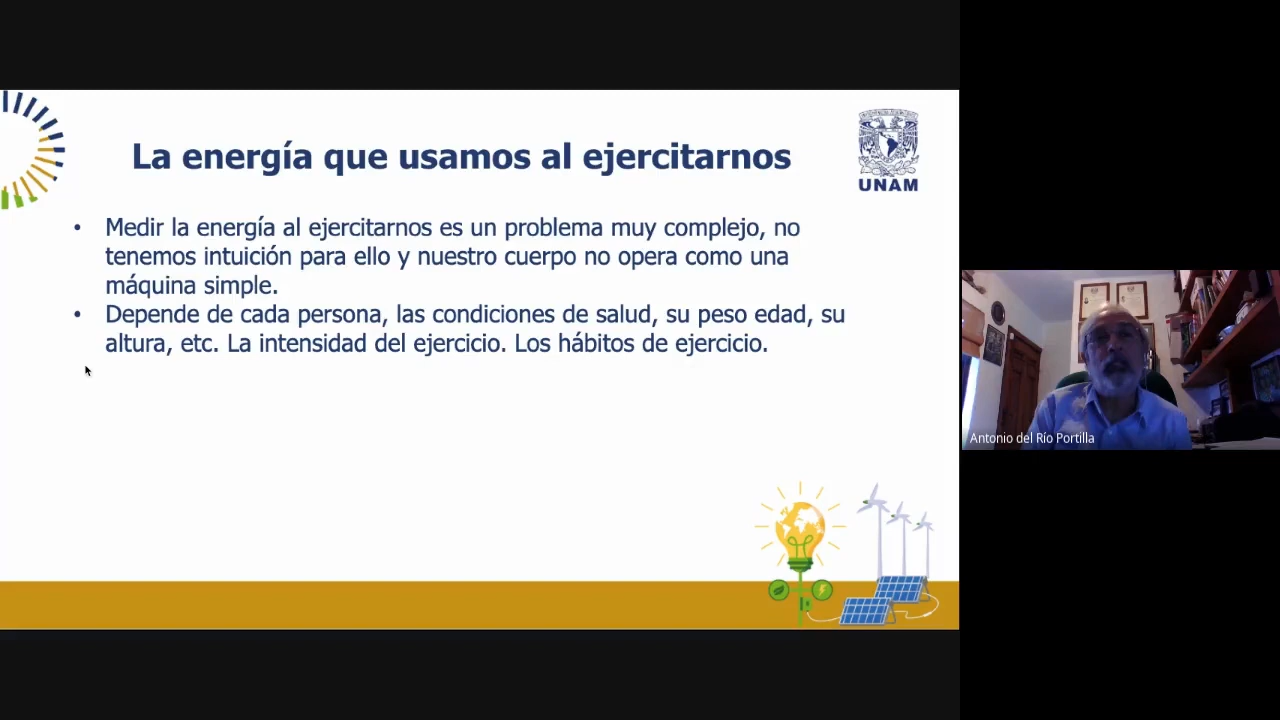 La energía que usamos al ejercitarnos
UNAM
• Medir la energía al ejercitarnos es un problema muy complejo, no
tenemos intuición para ello y nuestro cuerpo no opera como una
máquina simple.
• Depende de cada persona, las condiciones de salud, su peso edad, su
altura, etc. La intensidad del ejercicio. Los hábitos de ejercicio.
Antonio del Río Portilla